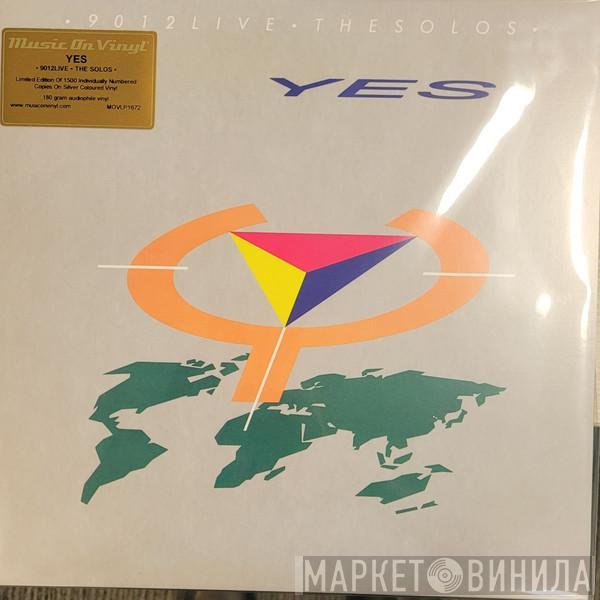 ·9012LIVE·THESOLOS·
Music On Vinyl
YES
· 9012LIVE - THE SOLOS ·
Limited Edition Of 1500 Individually Numbered
Copies On Silver Coloured Vinyl
180 gram audiophile vinyl
www.musiconvinyl.com MOVLP1672
YES
МАРКЕТ ВИНИЛА